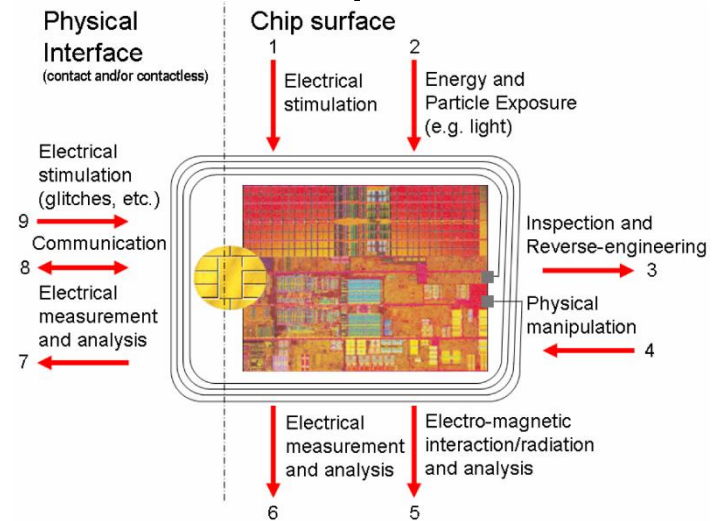 Physical
Interface
(contact and/or contactless)
Chip surface
1
Electrical
stimulation
2
Energy and
Particle Exposure
(e.g. light)
Electrical
stimulation
(glitches, etc.)
9
Communication
8
Electrical
measurement
and analysis
7
Inspection and
Reverse-engineering
3
Physical
manipulation
4
Electrical
measurement
and analysis
6
Electro-magnetic
interaction/radiation
and analysis
5